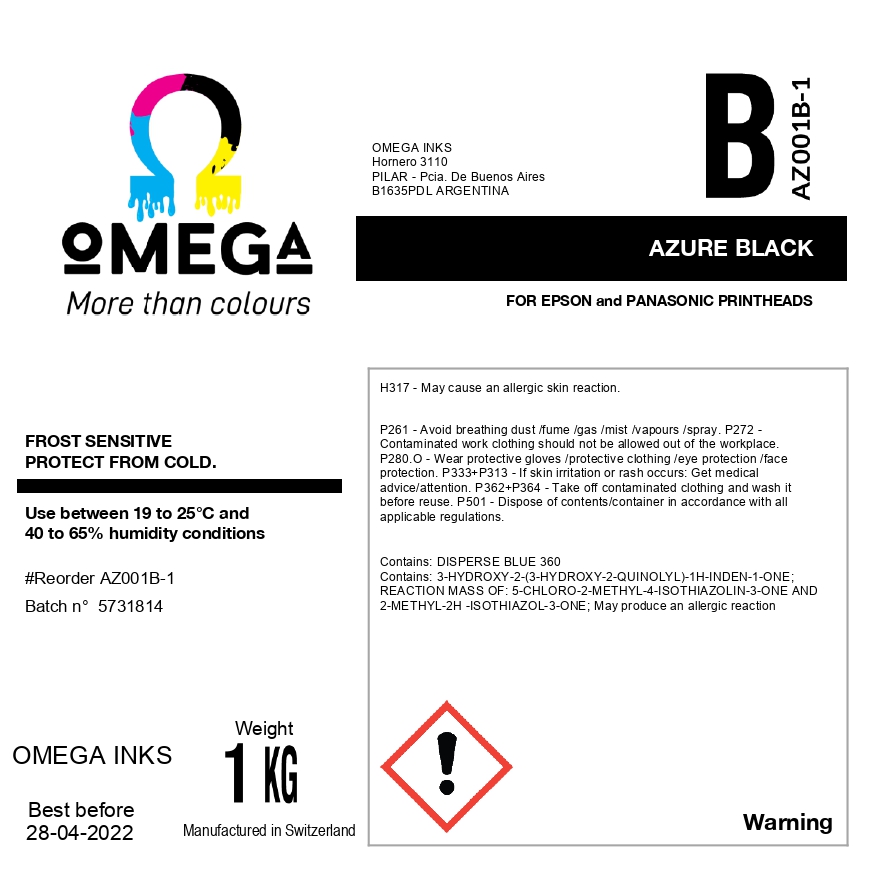 OMEGA
More than colours
OMEGA INKS
Hornero 3110
PILAR - Pcia. De Buenos Aires
B1635PDL ARGENTINA
B
AZ001B-1
AZURE BLACK
FOR EPSON and PANASONIC PRINTHEADS
FROST SENSITIVE
PROTECT FROM COLD.
Use between 19 to 25°C and
40 to 65% humidity conditions
#Reorder AZ001B-1
Batch n° 5731814
OMEGA INKS
Best before
28-04-2022
Weight
1 KG
Manufactured in Switzerland
H317 - May cause an allergic skin reaction.
P261 - Avoid breathing dust /fume /gas /mist /vapours /spray. P272 -
Contaminated work clothing should not be allowed out of the workplace.
P280.O - Wear protective gloves /protective clothing /eye protection /face
protection. P333+P313 - If skin irritation or rash occurs: Get medical
advice/attention. P362+P364 - Take off contaminated clothing and wash it
before reuse. P501 - Dispose of contents/container in accordance with all
applicable regulations.
Contains: DISPERSE BLUE 360
Contains: 3-HYDROXY-2-(3-HYDROXY-2-QUINOLYL)-1H-INDEN-1-ONE;
REACTION MASS OF: 5-CHLORO-2-METHYL-4-ISOTHIAZOLIN-3-ONE AND
2-METHYL-2H -ISOTHIAZOL-3-ONE; May produce an allergic reaction
Warning